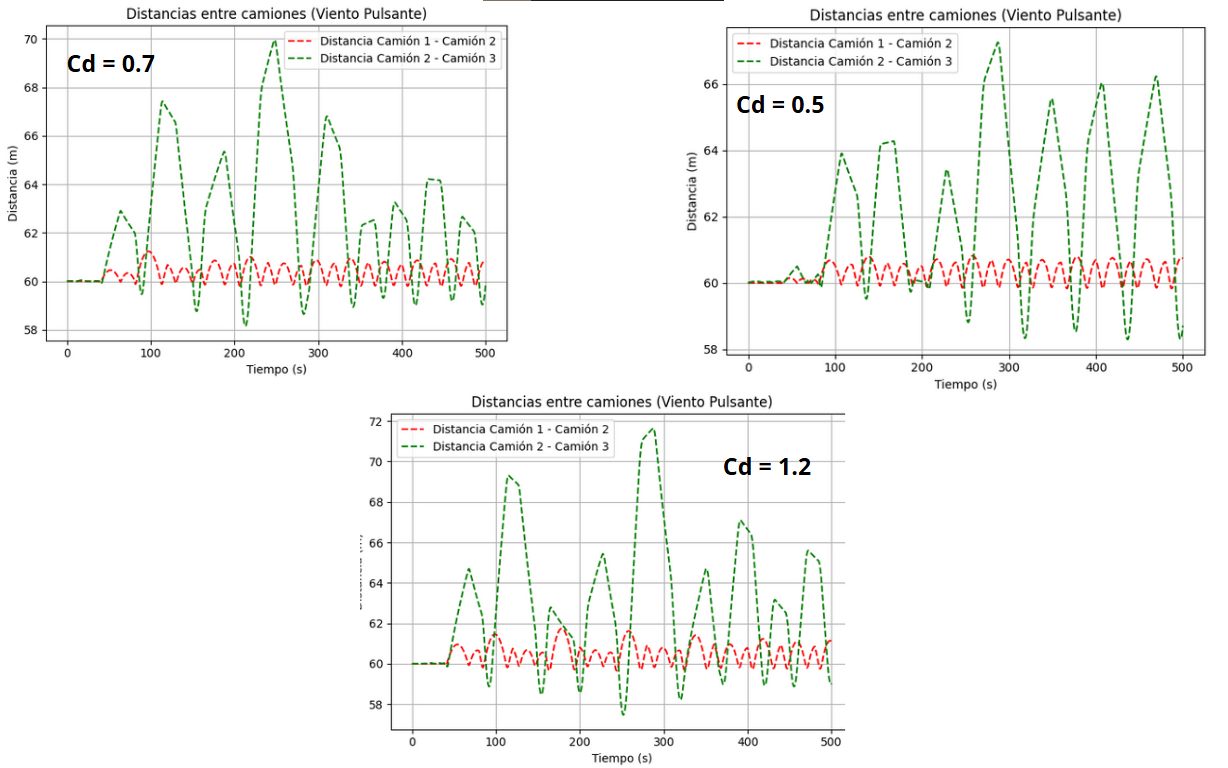 Distancias entre camiones (Viento Pulsante)
Cd = 0.7
Distancia Camión 1 - Camión 2
Distancia Camión 2 - Camión 3
Distancia (m)
70
68
66
64
62
60
58
0 100 200 300 400 500
Tiempo (s)
Distancias entre camiones (Viento Pulsante)
Distancia Camión 1 - Camión 2
Distancia Camión 2 - Camión 3
Cd = 0.5
Distancia (m)
66
64
62
60
58
0 100 200 300 400 500
Tiempo (s)
Distancias entre camiones (Viento Pulsante)
Distancia Camión 1 - Camión 2
Distancia Camión 2 - Camión 3
Cd = 1.2
72
70
68
66
64
62
60
58
0 100 200 300 400 500
Tiempo (s)